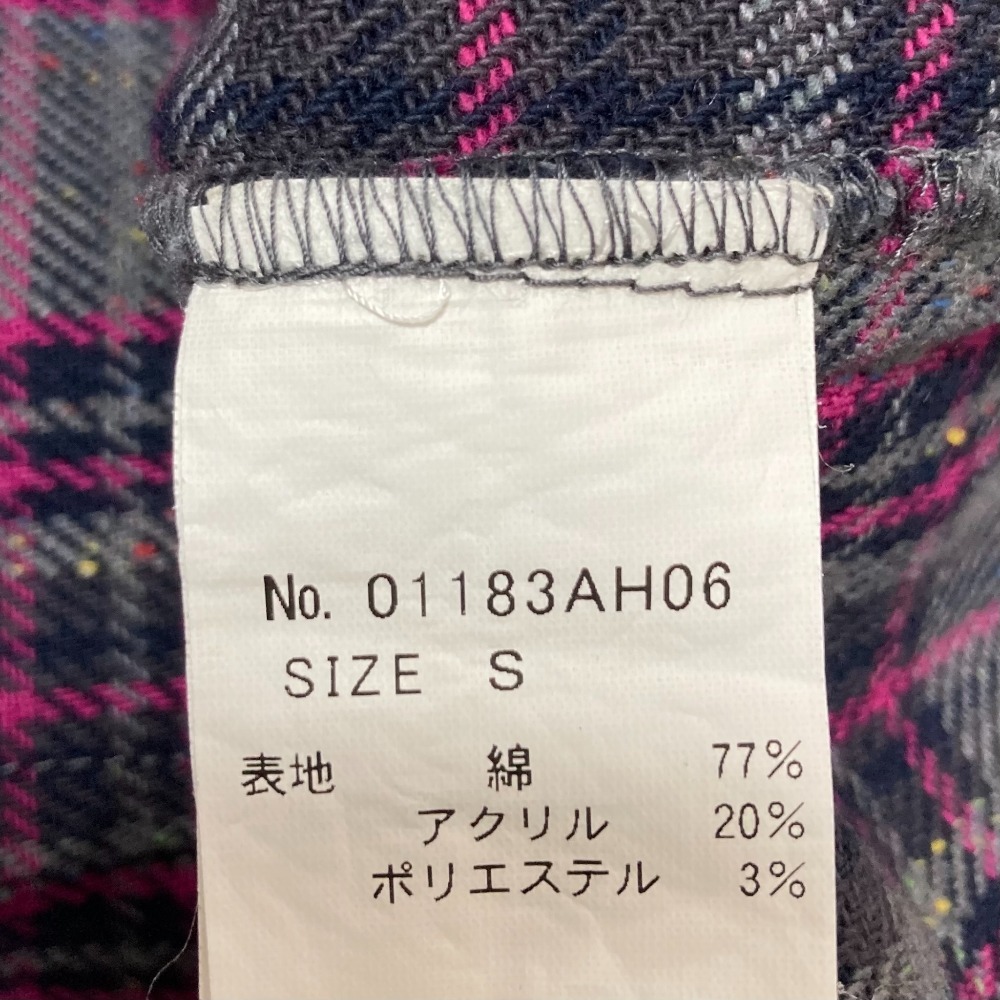 No. 01183AH06
SIZE S
表地 綿 77%
アクリル 20%
ポリエステル 3%